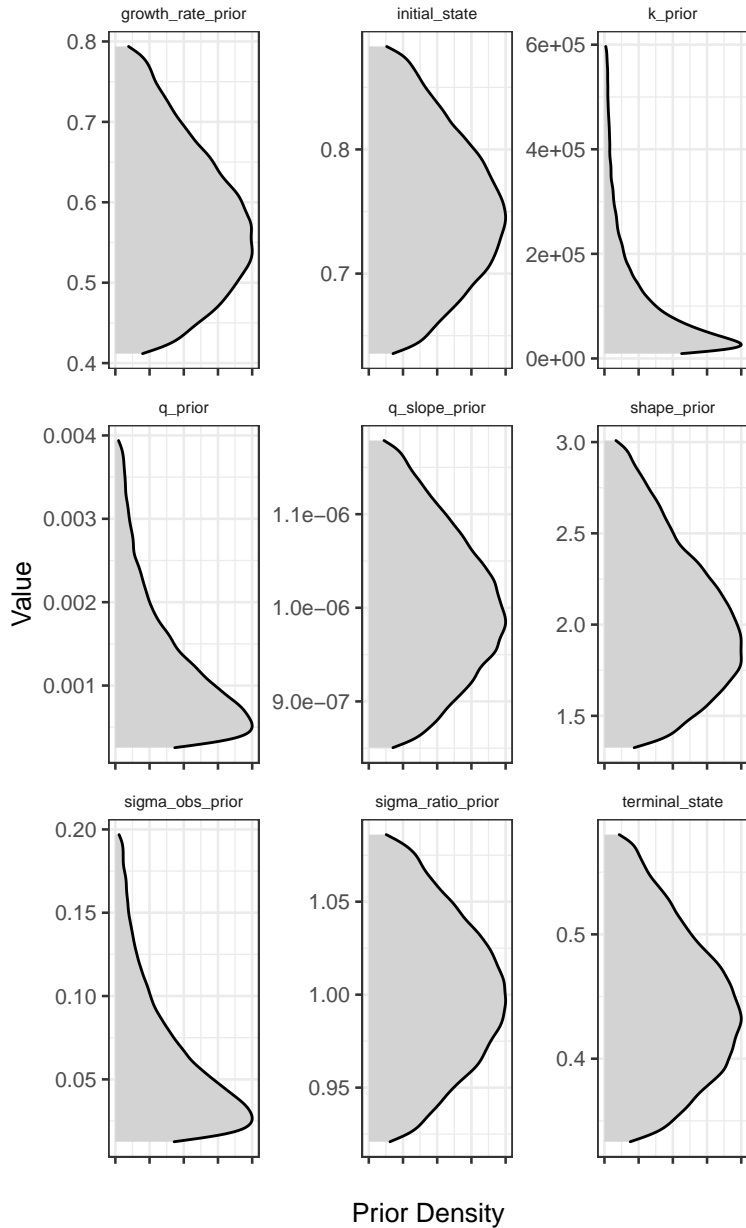 growth_rate_prior
initial_state
k_prior
0.8
0.7
0.6
0.5
0.4
0.8
0.7
6e+05
4e+05
2e+05
0e+00
q_prior
q_slope_prior
shape_prior
0.004
0.003
0.002
0.001
1.1e−06
1.0e−06
9.0e−07
3.0
2.5
2.0
1.5
Value
sigma_obs_prior
sigma_ratio_prior
terminal_state
0.20
0.15
0.10
0.05
1.05
1.00
0.95
0.5
0.4
Prior Density